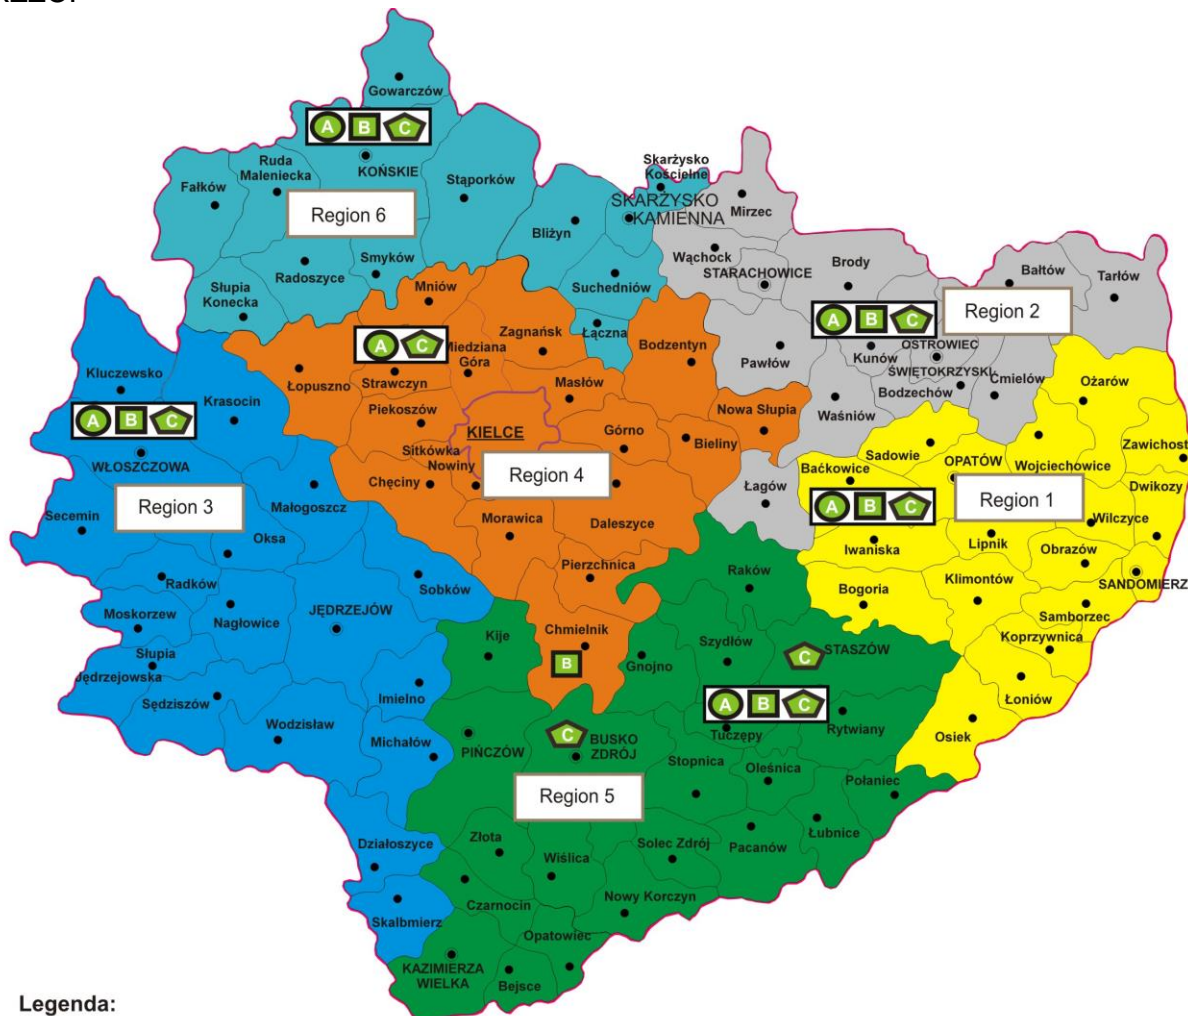 Gowarczów
A B C
Ruda
Maleniecka
KOŃSKIE
Fałków
Stąporków
Region 6
Skarżysko
Kościelne
SKARŻYSKO
KAMIENNA
Mirzec
Bliżyn
Wąchock
STARACHOWICE
Brody
Bałtów
Tarłów
Radoszyce
Smyków
Suchedniów
Słupia
Konecka
Mniów
Zagnańsk
Łączna
Region 2
A B C
Bodzentyn
Pawłów
Kunów
OSTROWIEC
ŚWIĘTOKRZYSKI
Bodzechów
Ćmielów
A C
Miedziana
Góra
Łopuszno
Strawczyn
Masłów
Kluczewsko
Krasocin
Piekoszów
KIELCE
Górno
Bieliny
Nowa Słupia
Waśniów
Ożarów
A B C
WŁOSZCZOWA
Sitkówka
Nowiny
Region 4
Sadowie
Baćkowice
OPATÓW
Wojciechowice
Zawichost
Dwikozy
Region 3
Małogoszcz
Chęciny
Łagów
A B C
Region 1
Secemin
Oksa
Morawica
Daleszyce
Iwaniska
Lipnik
Wilczyce
Obrazów
Pierzchnica
Raków
Bogoria
Klimontów
SANDOMIERZ
Radków
Sobków
Moskorzew
Nagłowice
JĘDRZEJÓW
Samborzec
Kije
Chmielnik
B
Gnojno
Szydłów
C
STASZÓW
Koprzywnica
Słupia
Jędrzejowska
Sędziszów
Imielno
Łoniów
A B C
Tuczępy
Rytwiany
Osiek
Wodzisław
Michałów
PIŃCZÓW
C
BUSKO
ZDRÓJ
Stopnica
Oleśnica
Połaniec
Region 5
Łubnice
Pacanów
Działoszyce
Złota
Wiślica
Solec Zdrój
Czarnocin
Nowy Korczyn
Skalbmierz
Opatowiec
KAZIMIERZA
WIELKA
Bejsce
Legenda: